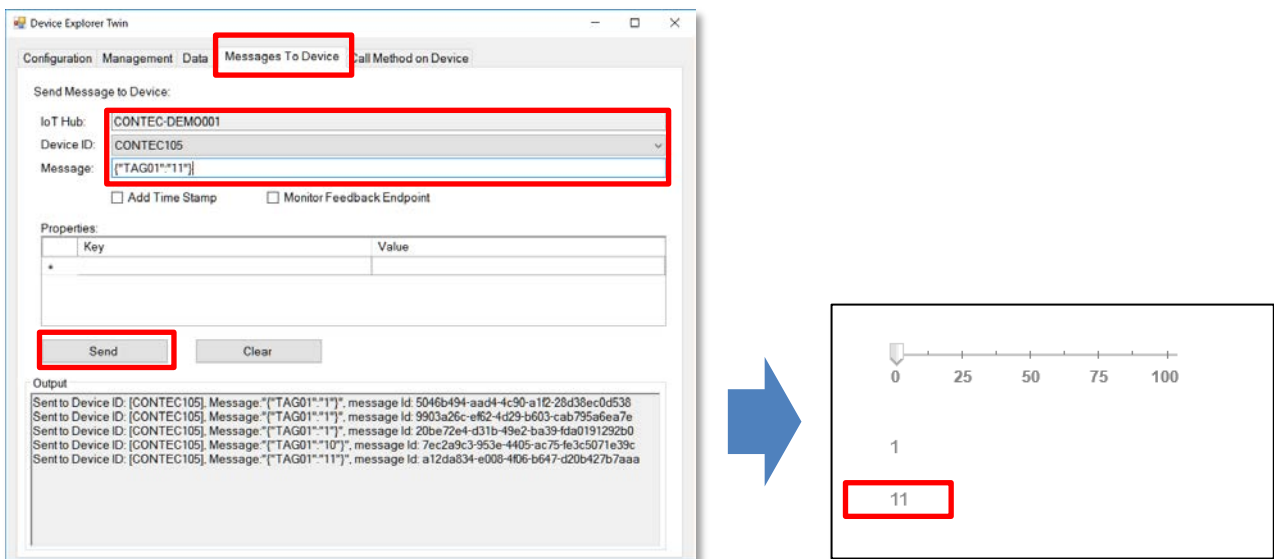 Device Explorer Twin
Configuration Management Data Messages To Device Call Method on Device
Send Message to Device:
IoT Hub: CONTEC-DEMO001
Device ID: CONTEC105
Message: {"TAG01":"11"}
Add Time Stamp Monitor Feedback Endpoint
Properties:
Key Value
*
Send Clear
Output
Sent to Device ID: [CONTEC105], Message:"{"TAG01":"1"}", message Id: 5046b494-aad4-4c90-a1f2-28d38ec0d538
Sent to Device ID: [CONTEC105], Message:"{"TAG01":"1"}", message Id: 9903a26c-ef62-4d29-b603-cab795a6ea7e
Sent to Device ID: [CONTEC105], Message:"{"TAG01":"1"}", message Id: 20be72e4-d31b-49e2-ba39-fda0191292b0
Sent to Device ID: [CONTEC105], Message:"{"TAG01":"10"}", message Id: 7ec2a9c3-953e-4405-ac75-fe3c5071e39c
Sent to Device ID: [CONTEC105], Message:"{"TAG01":"11"}", message Id: a12da834-e008-4f06-b647-d20b427b7aaa
0 25 50 75 100
1
11